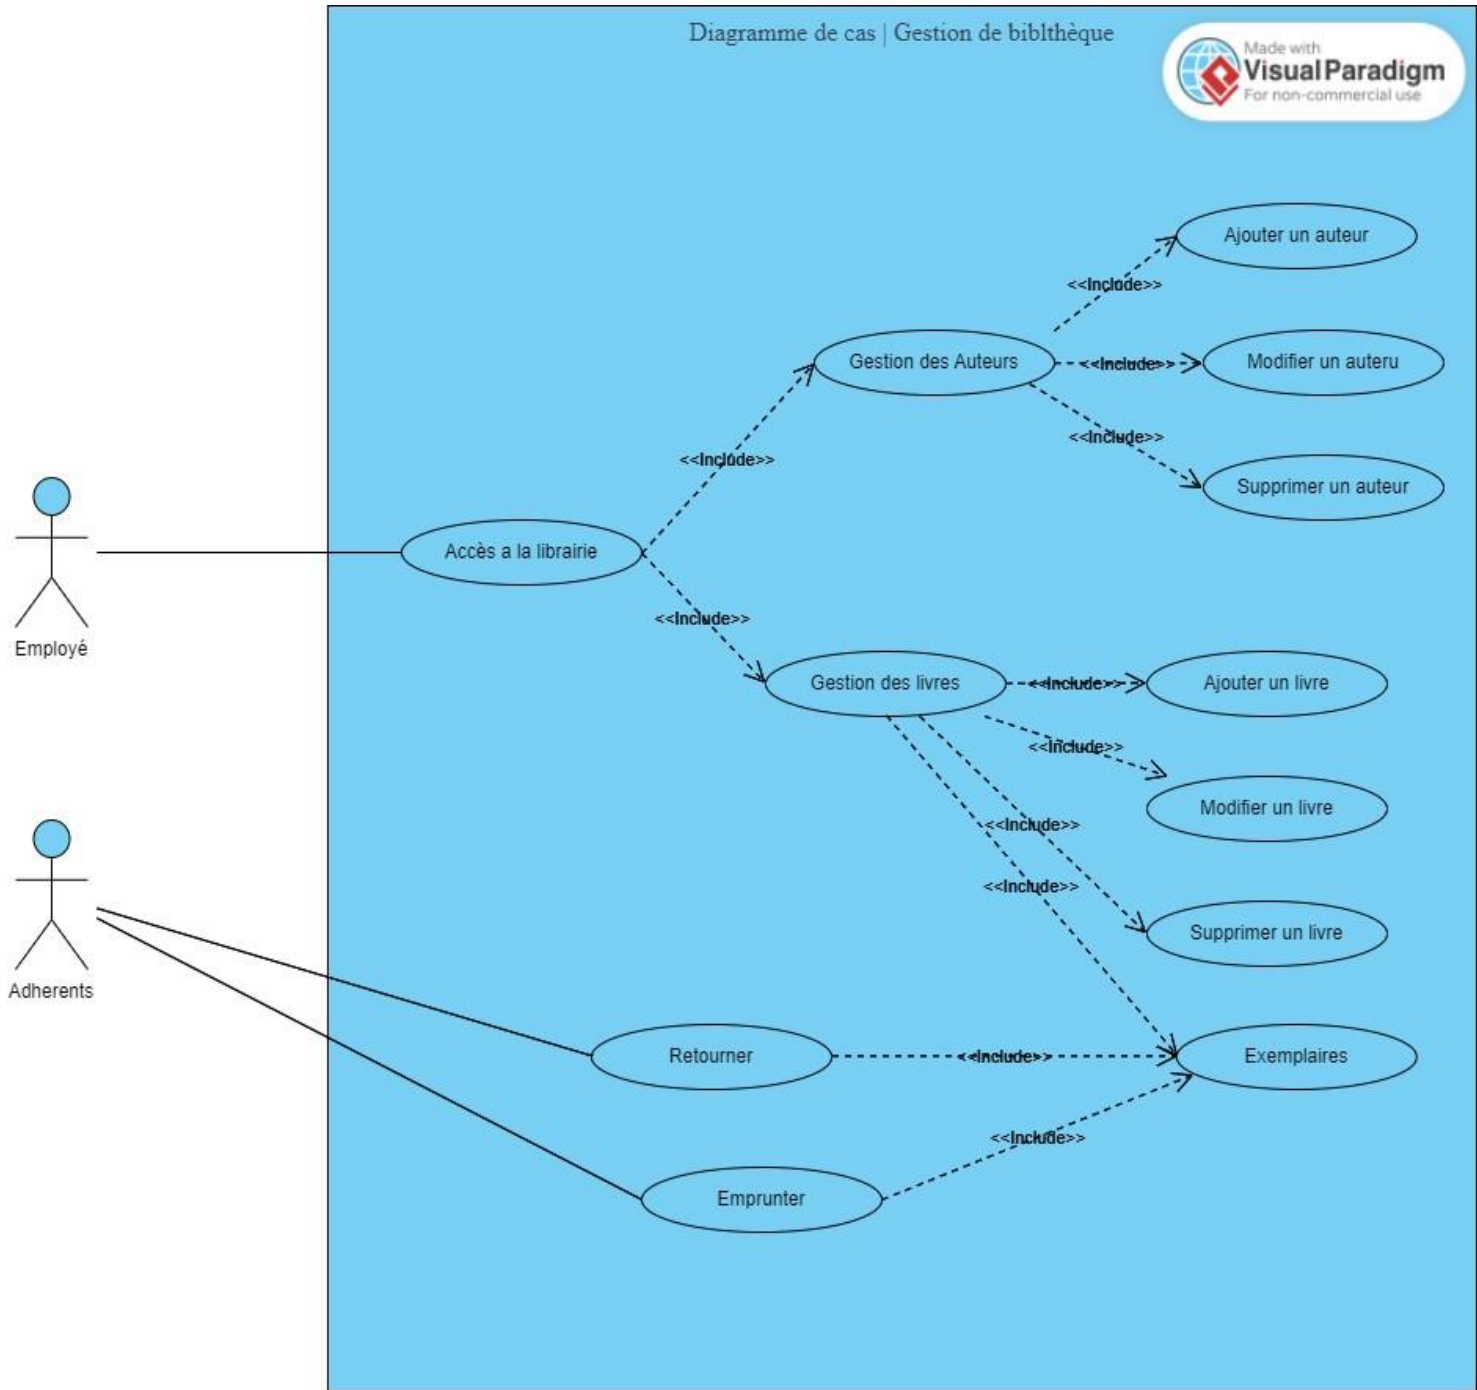 Diagramme de cas | Gestion de biblthèque
Made with
Visual Paradigm
For non-commercial use
Ajouter un auteur
<<Include>>
Gestion des Auteurs
<<Include>>
Modifier un auteru
<<Include>>
<<Include>>
Supprimer un auteur
Accès a la librairie
<<Include>>
Employé
Gestion des livres
<<Include>>
Ajouter un livre
<<Include>>
Modifier un livre
<<Include>>
<<Include>>
Supprimer un livre
Adherents
Retourner
<<Include>>
Exemplaires
<<Include>>
Emprunter